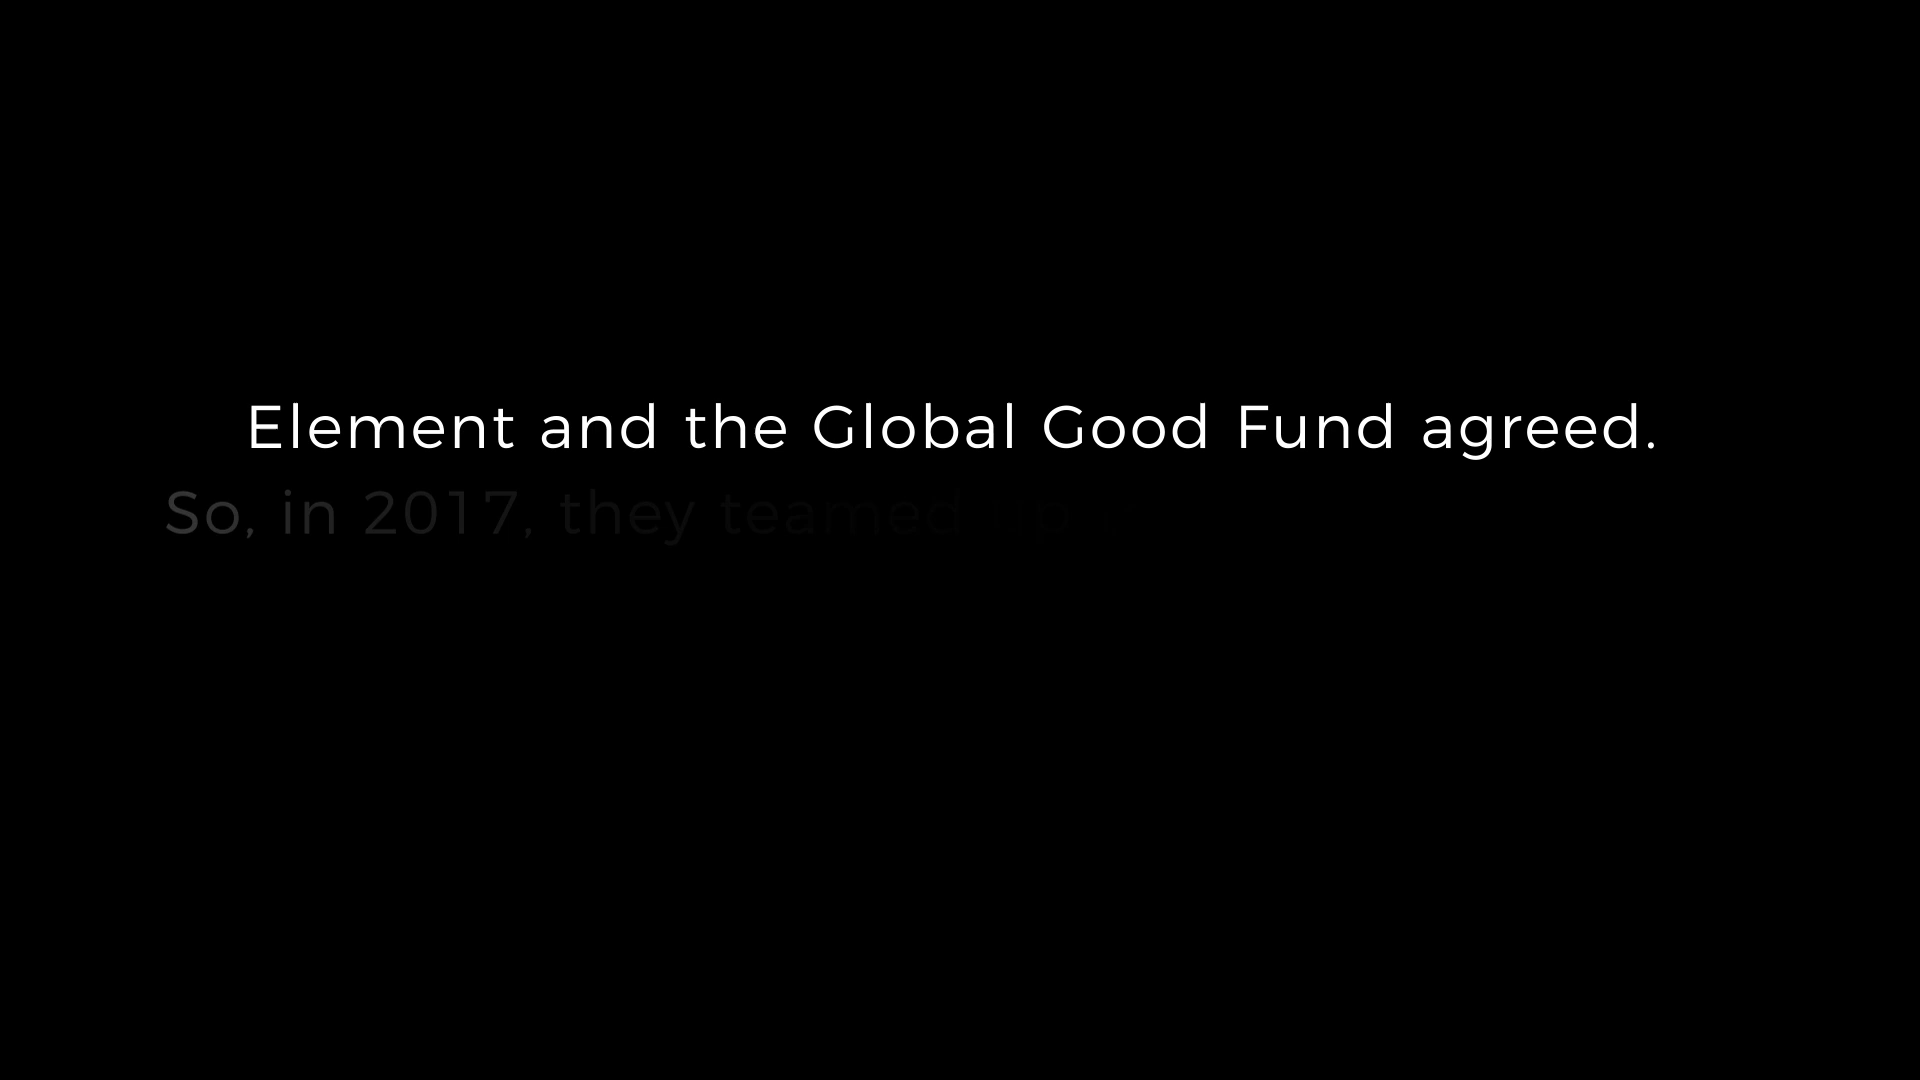 Element and the Global Good Fund agreed.
So, in 2017, they teamed up